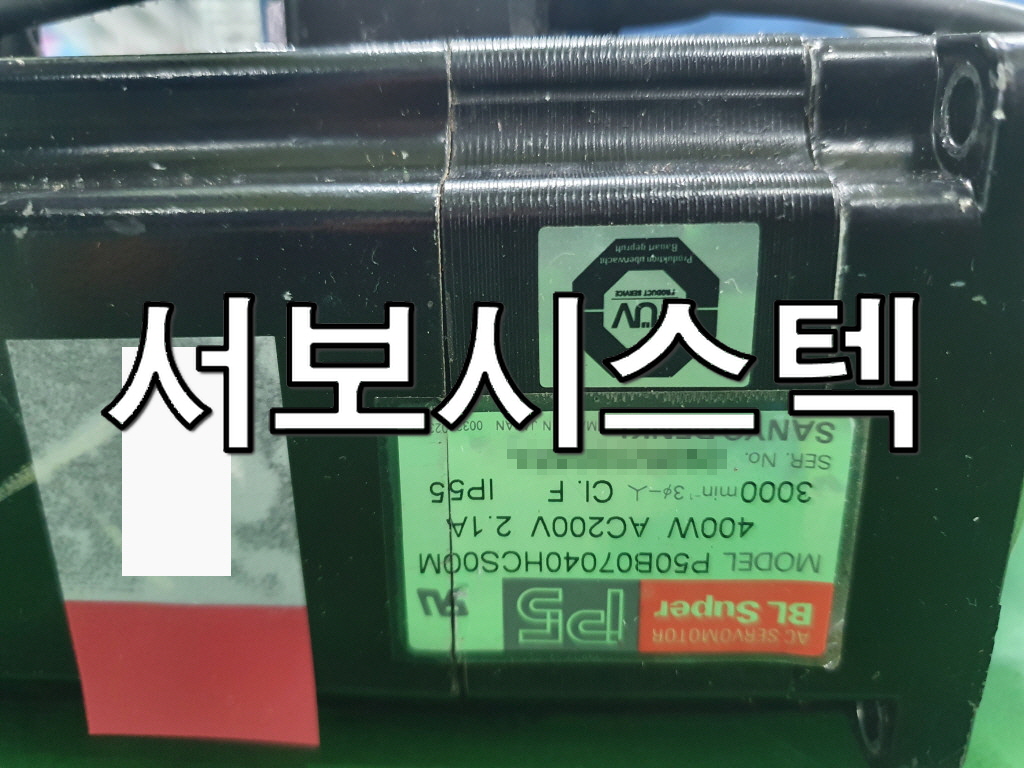 서보시스텍
AC SERVOMOTOR
BL Super
P5
MODEL P50B07040HCS00M
400W AC200V 2.1A
3000min⁻¹ 3ϕ-人 Cl. F IP55
SER. No.
SANYO DENKI
TÜV
PRODUCT SERVICE
Produktion überwacht
Bauart geprüft